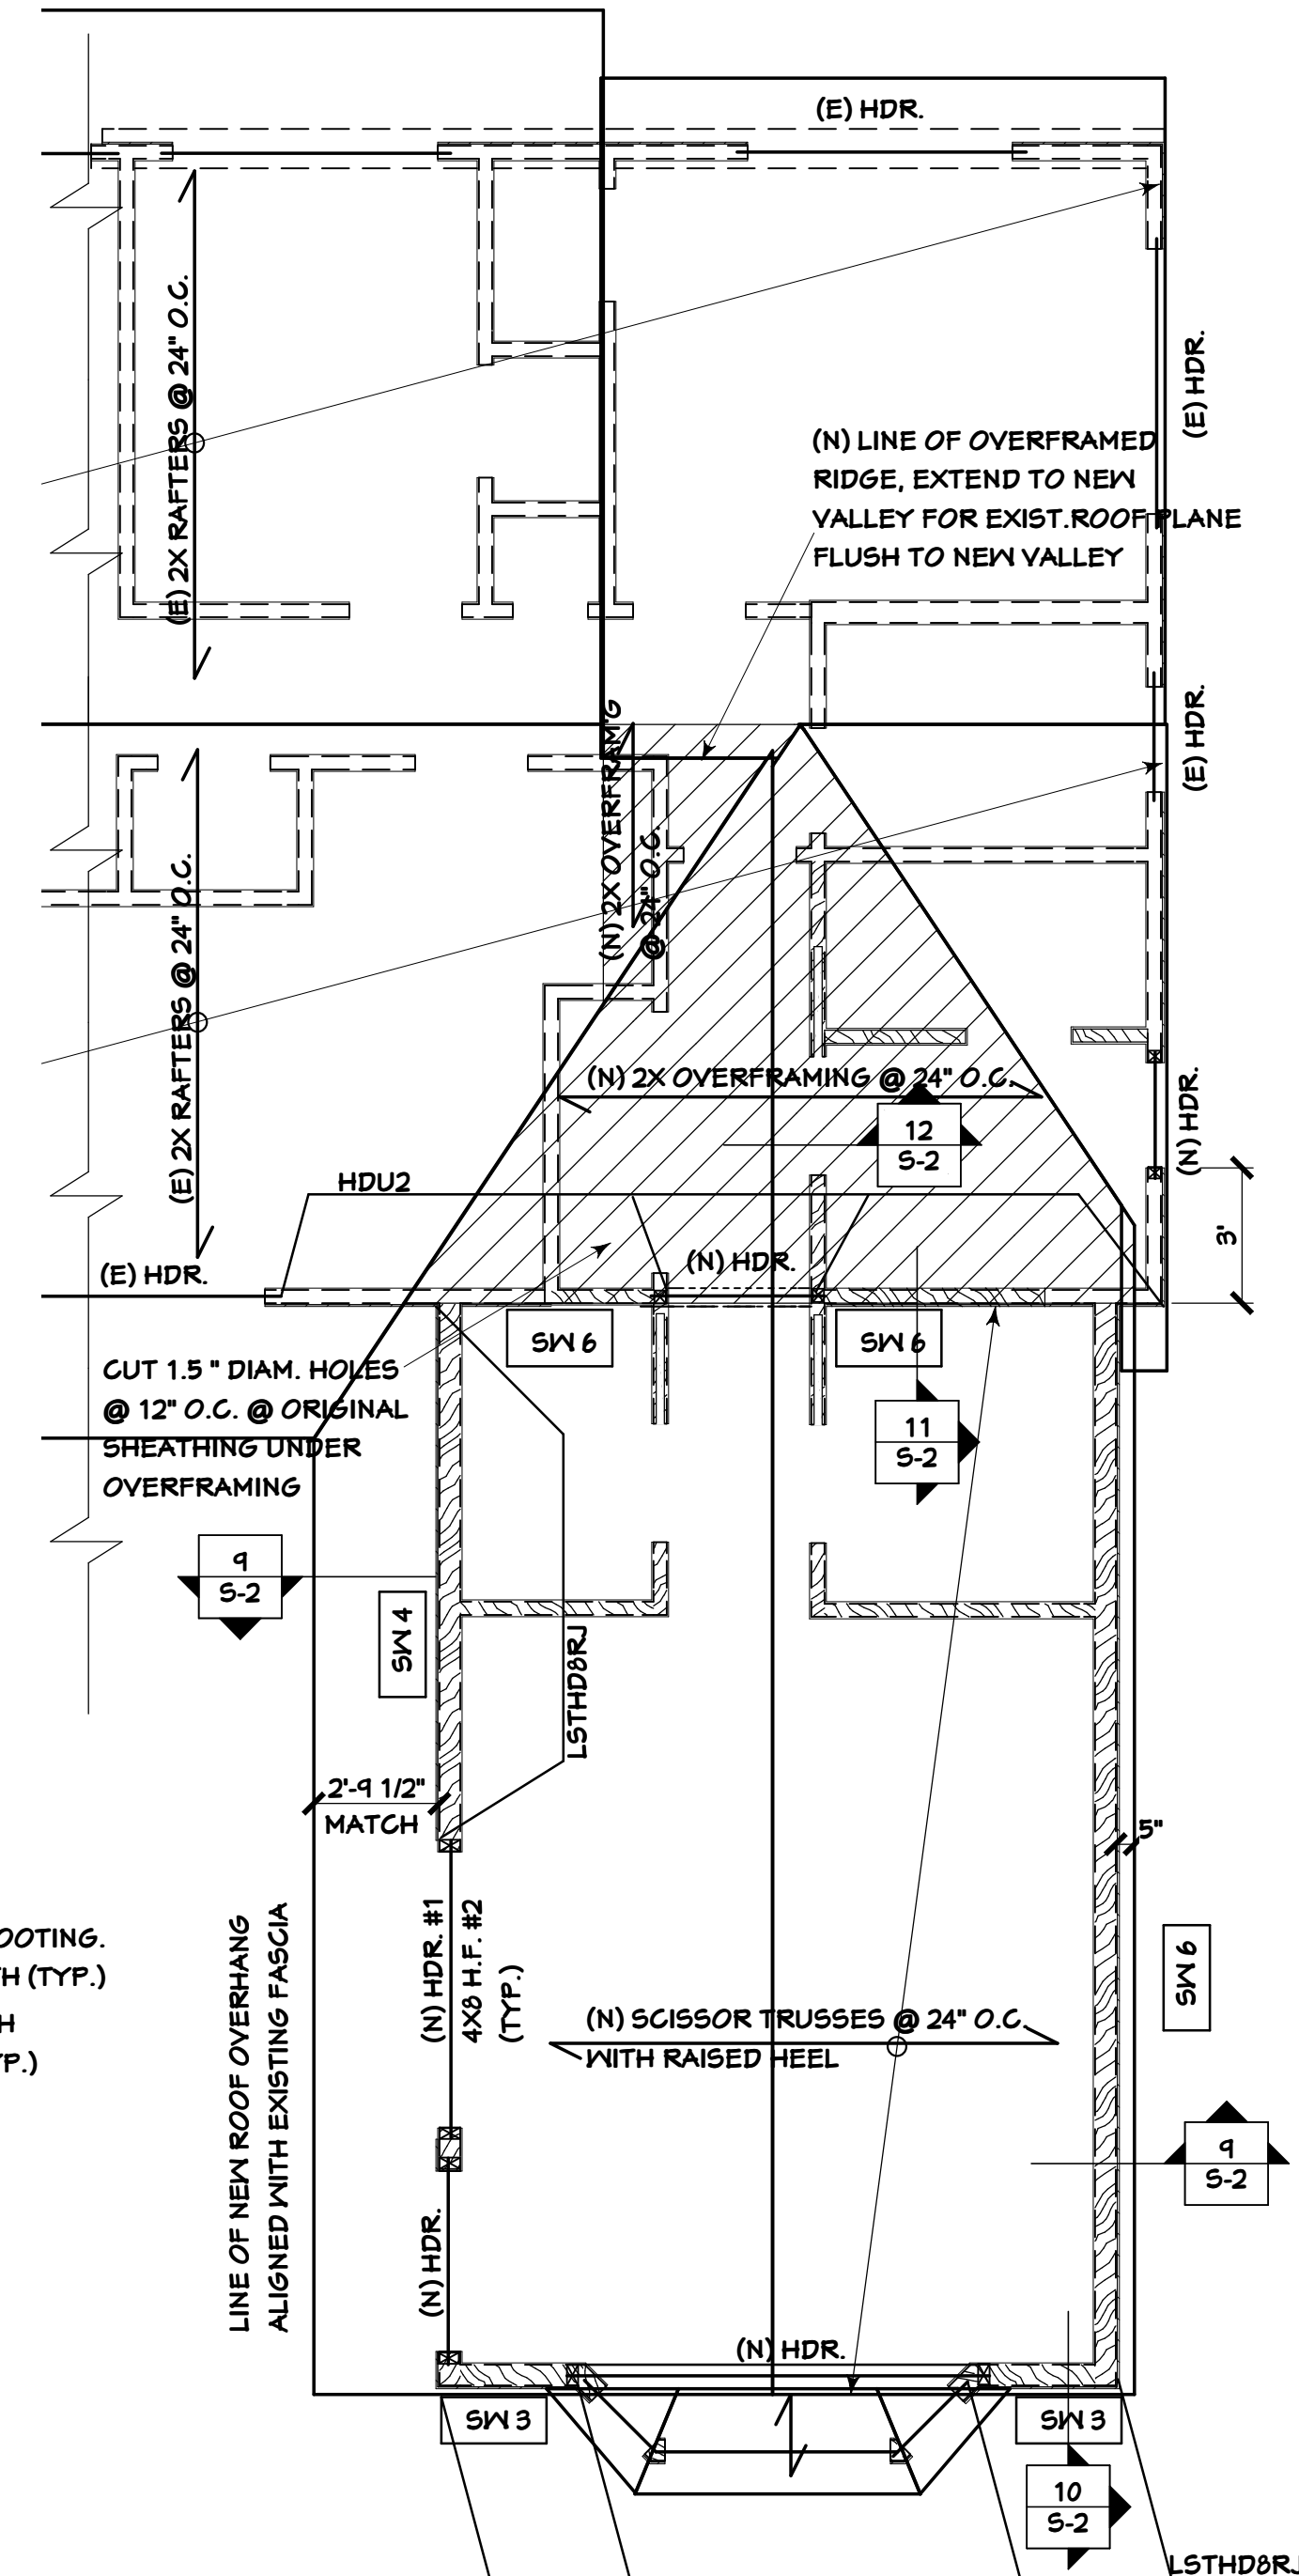 (E) HDR.
(E) 2X RAFTERS @ 24" O.C.
(E) HDR.
(N) LINE OF OVERFRAMED
RIDGE, EXTEND TO NEW
VALLEY FOR EXIST.ROOF PLANE
FLUSH TO NEW VALLEY
(E) HDR.
(N) 2X OVERFRAM'G
@ 24" O.C.
(E) 2X RAFTERS @ 24" O.C.
(N) 2X OVERFRAMING @ 24" O.C.
(N) HDR.
12
S-2
HDU2
3'
(E) HDR.
(N) HDR.
SW 6
SW 6
CUT 1.5 " DIAM. HOLES
@ 12" O.C. @ ORIGINAL
SHEATHING UNDER
OVERFRAMING
11
S-2
9
S-2
SW 4
LSTHD8RJ
2'-9 1/2"
MATCH
5"
(N) HDR. #1
4X8 H.F. #2
(TYP.)
OOTING.
TH (TYP.)
H
YP.)
LINE OF NEW ROOF OVERHANG
ALIGNED WITH EXISTING FASCIA
(N) SCISSOR TRUSSES @ 24" O.C.
WITH RAISED HEEL
SW 6
9
S-2
(N) HDR.
(N) HDR.
SW 3
SW 3
10
S-2
LSTHD8RJ